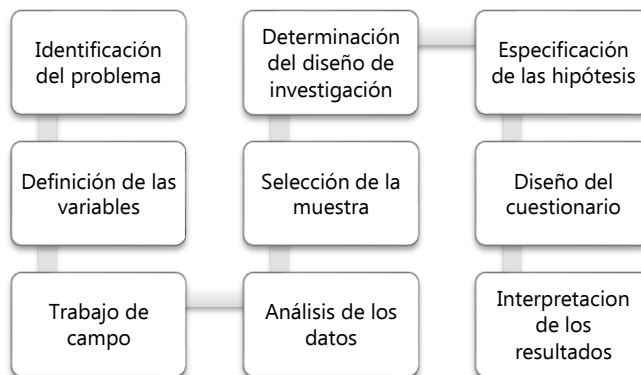 Identificación
del problema
Determinación
del diseño de
investigación
Especificación
de las hipótesis
Definición de las
variables
Selección de la
muestra
Diseño del
cuestionario
Trabajo de
campo
Análisis de los
datos
Interpretacion
de los
resultados